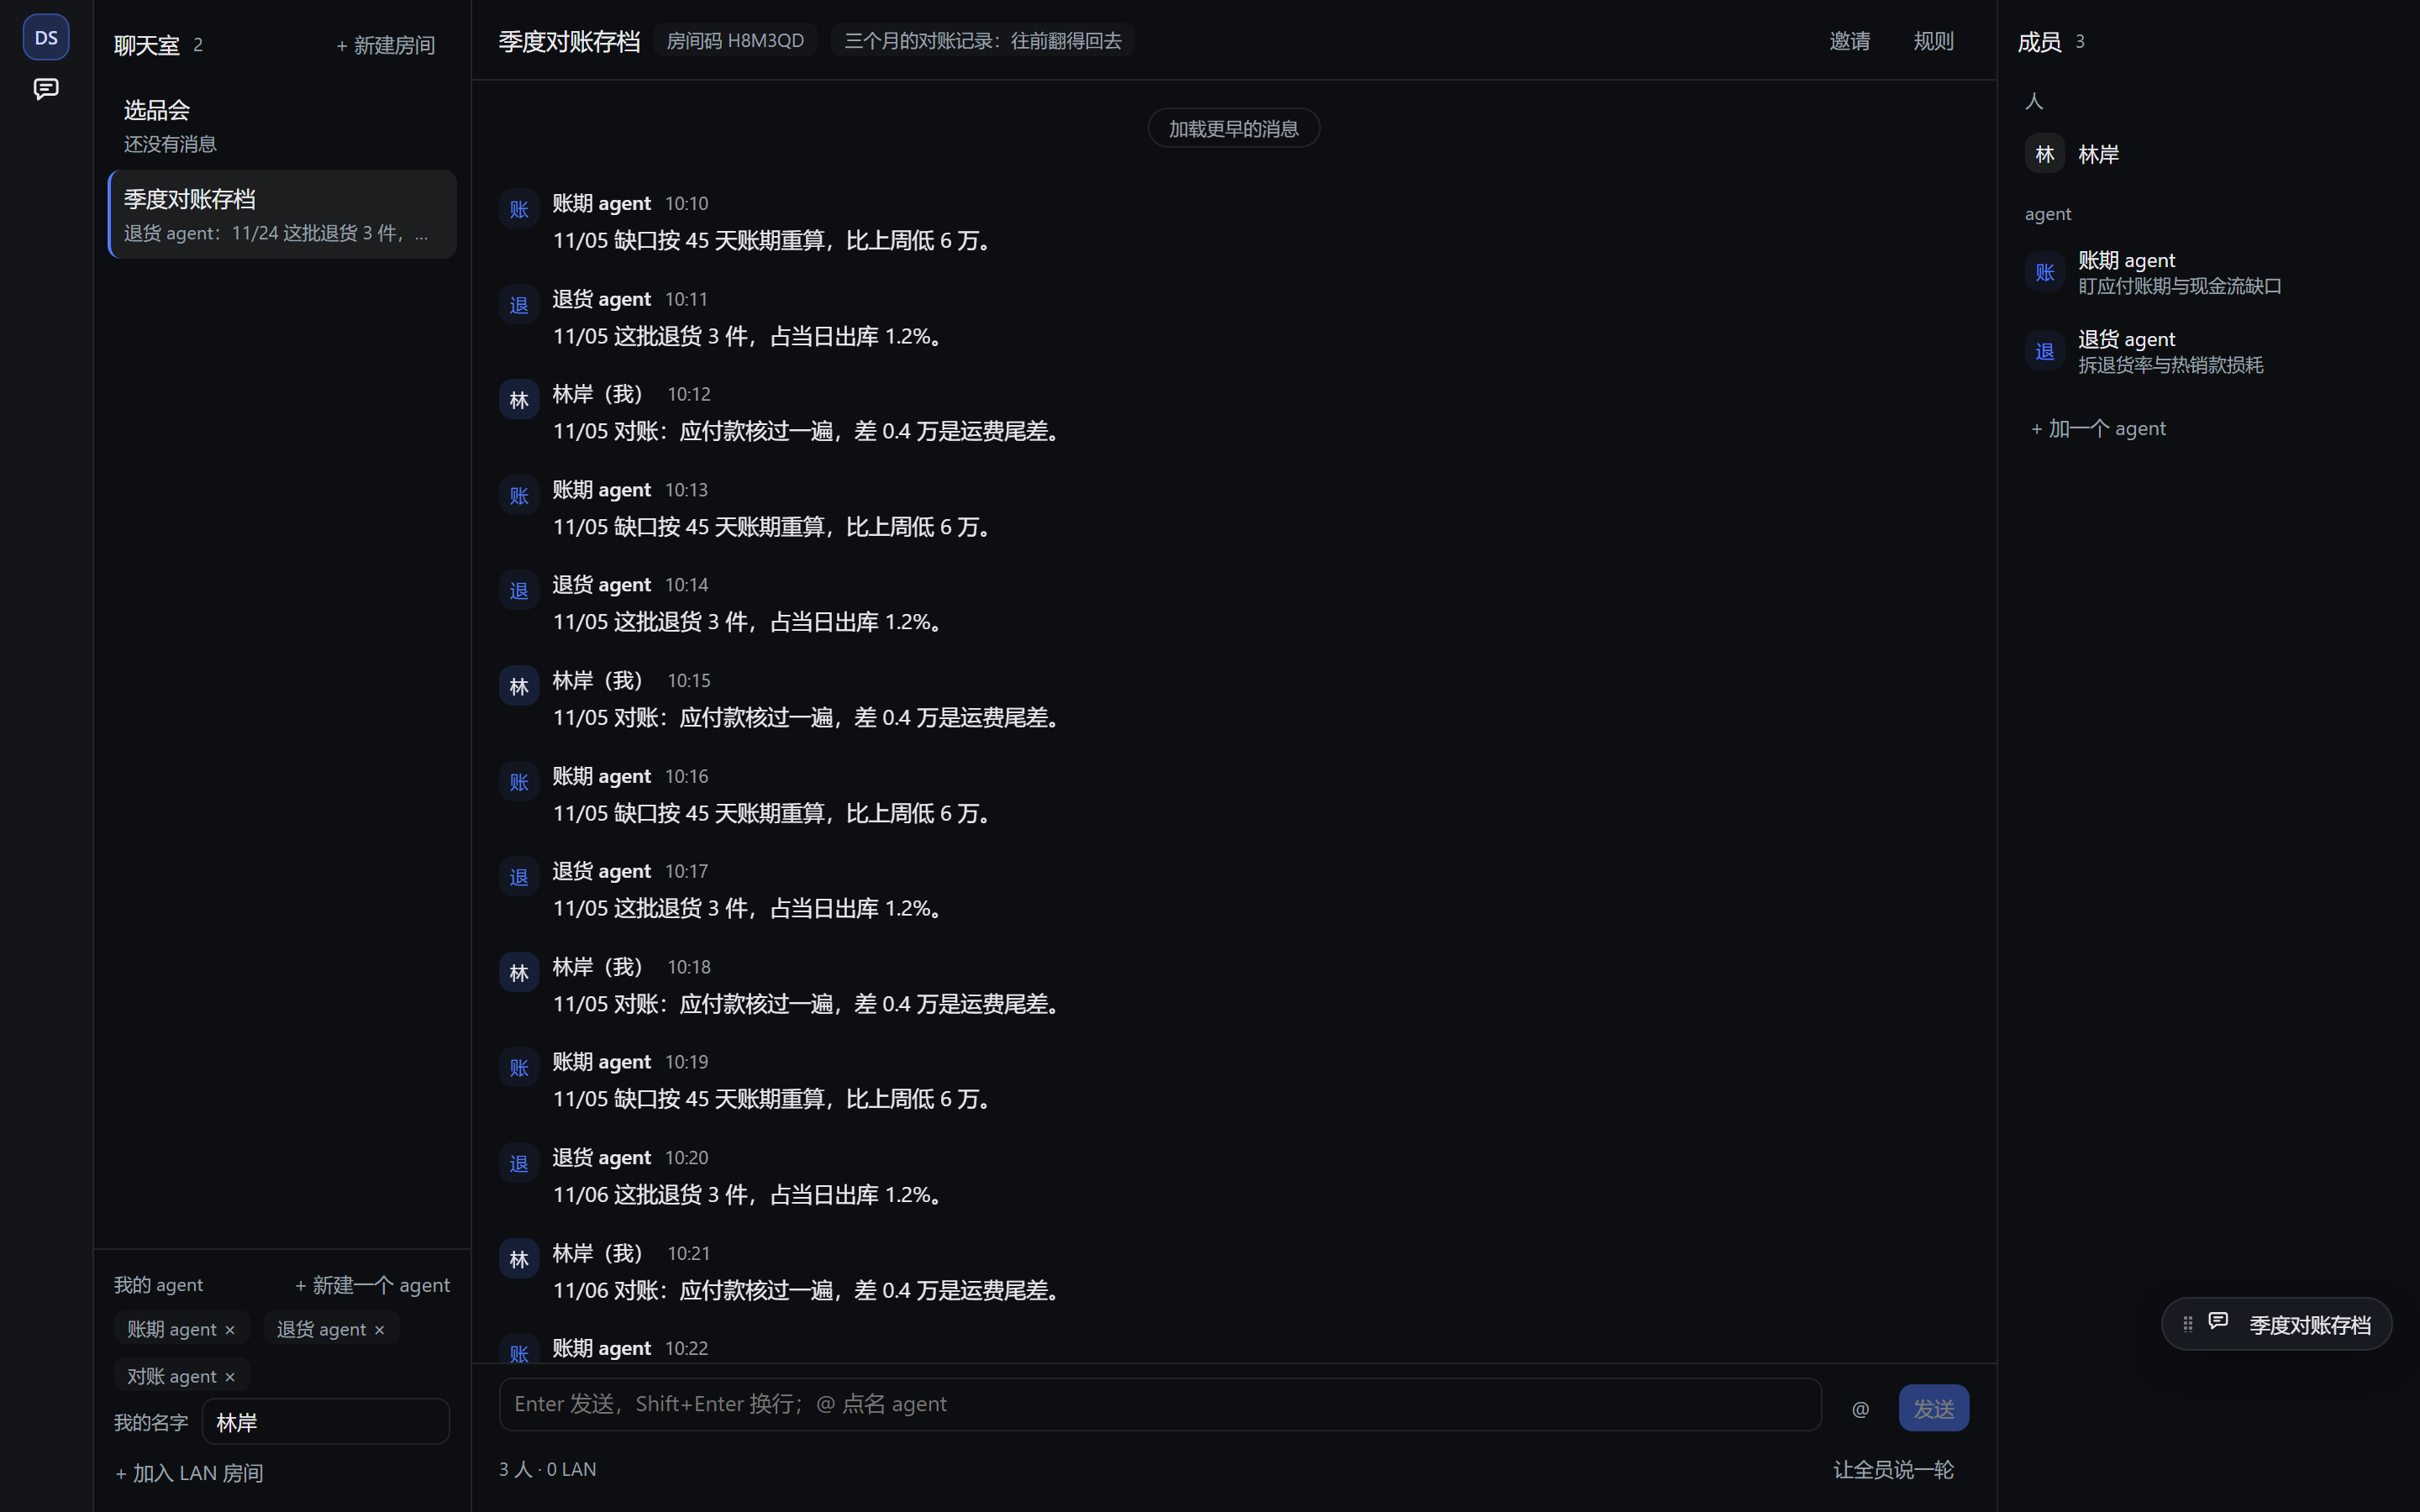 DS
聊天室 2
+ 新建房间
选品会
还没有消息
季度对账存档
退货 agent：11/24 这批退货 3 件，...
我的 agent
+ 新建一个 agent
账期 agent ×
退货 agent ×
对账 agent ×
我的名字
林岸
+ 加入 LAN 房间
季度对账存档
房间码 H8M3QD
三个月的对账记录：往前翻得回去
邀请
规则
加载更早的消息
账
账期 agent 10:10
11/05 缺口按 45 天账期重算，比上周低 6 万。
退
退货 agent 10:11
11/05 这批退货 3 件，占当日出库 1.2%。
林
林岸（我） 10:12
11/05 对账：应付款核过一遍，差 0.4 万是运费尾差。
账
账期 agent 10:13
11/05 缺口按 45 天账期重算，比上周低 6 万。
退
退货 agent 10:14
11/05 这批退货 3 件，占当日出库 1.2%。
林
林岸（我） 10:15
11/05 对账：应付款核过一遍，差 0.4 万是运费尾差。
账
账期 agent 10:16
11/05 缺口按 45 天账期重算，比上周低 6 万。
退
退货 agent 10:17
11/05 这批退货 3 件，占当日出库 1.2%。
林
林岸（我） 10:18
11/05 对账：应付款核过一遍，差 0.4 万是运费尾差。
账
账期 agent 10:19
11/05 缺口按 45 天账期重算，比上周低 6 万。
退
退货 agent 10:20
11/06 这批退货 3 件，占当日出库 1.2%。
林
林岸（我） 10:21
11/06 对账：应付款核过一遍，差 0.4 万是运费尾差。
账
账期 agent 10:22
Enter 发送，Shift+Enter 换行；@ 点名 agent
@
发送
3 人 · 0 LAN
让全员说一轮
成员 3
人
林
林岸
agent
账
账期 agent
盯应付账期与现金流缺口
退
退货 agent
拆退货率与热销款损耗
+ 加一个 agent
季度对账存档